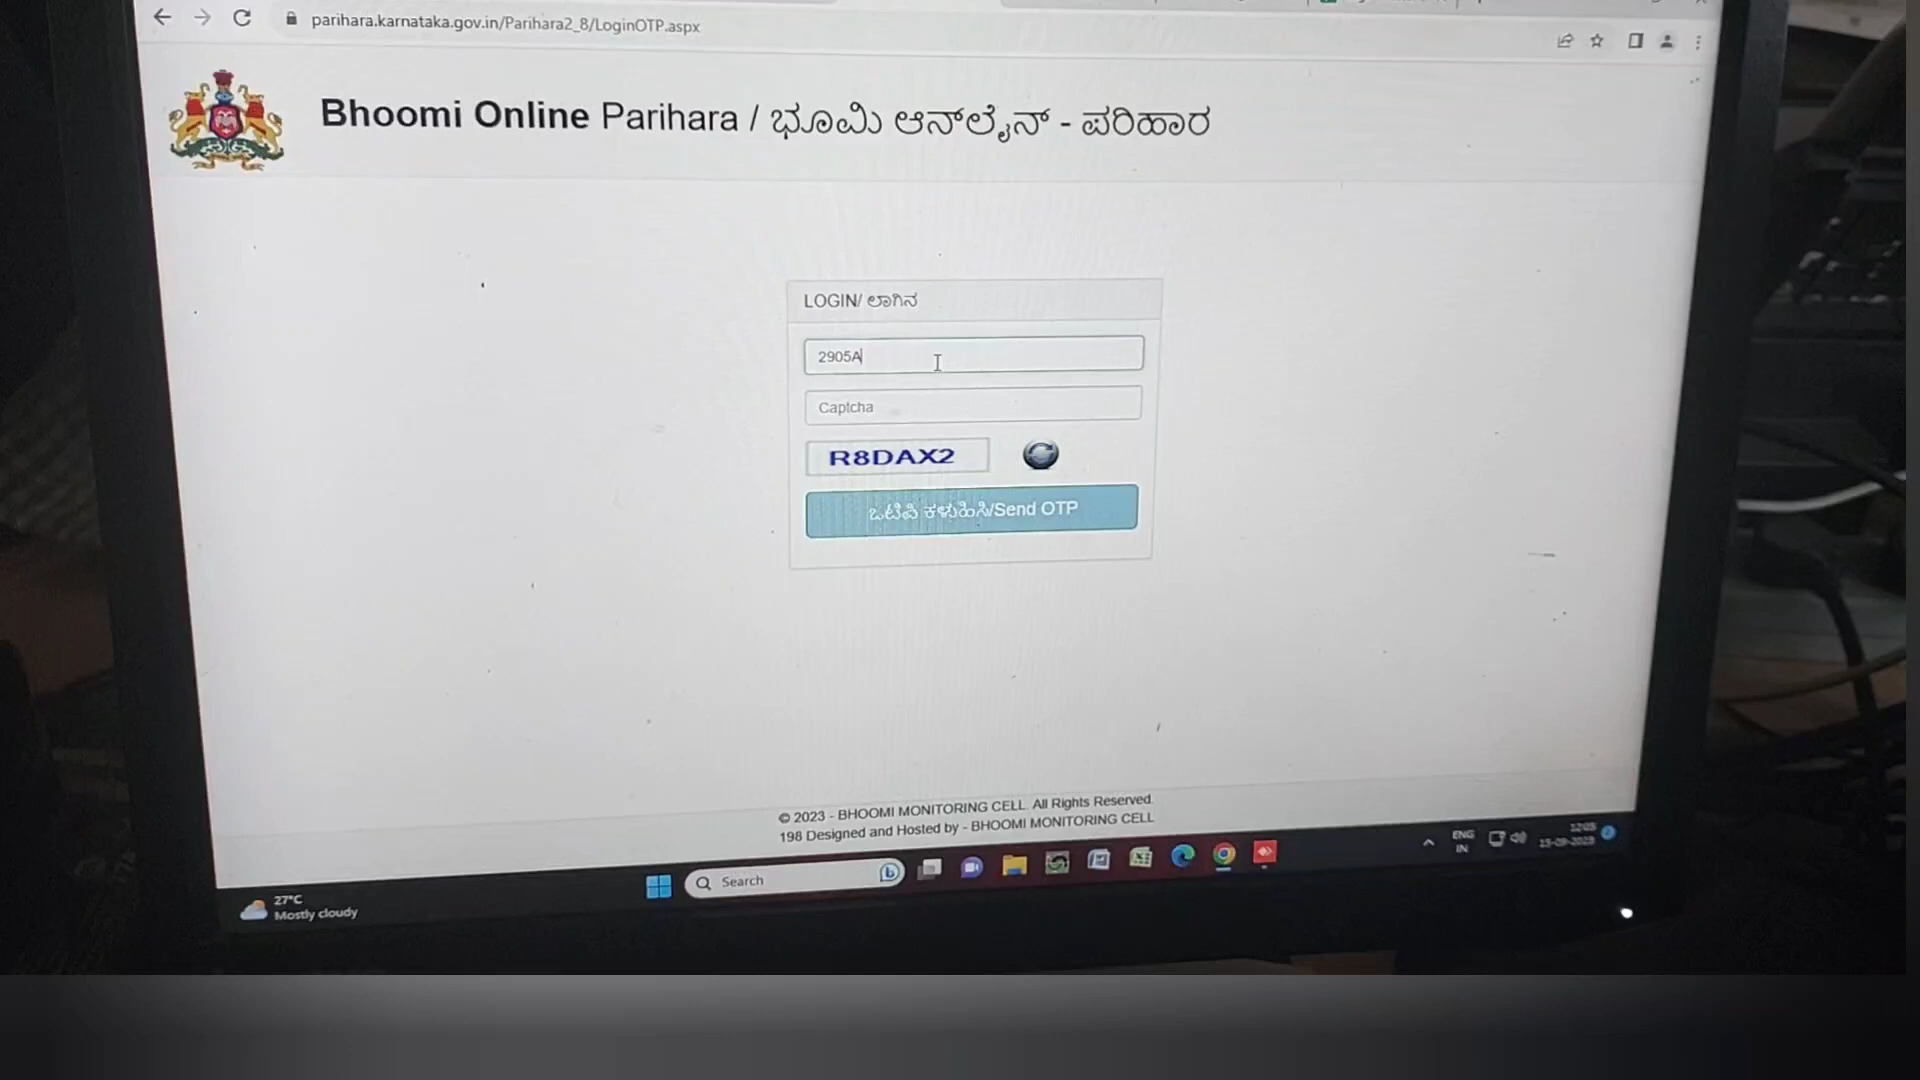 parihara.karnataka.gov.in/Parihara2_8/LoginOTP.aspx
Bhoomi Online Parihara / ಭೂಮಿ ಆನ್‌ಲೈನ್ - ಪರಿಹಾರ
LOGIN/ ಲಾಗಿನ
2905A
Captcha
R8DAX2
ಒಟಿಪಿ ಕಳುಹಿಸಿ/Send OTP
© 2023 - BHOOMI MONITORING CELL. All Rights Reserved.
198 Designed and Hosted by - BHOOMI MONITORING CELL
27°C
Mostly cloudy
Search
ENG
IN
12:05